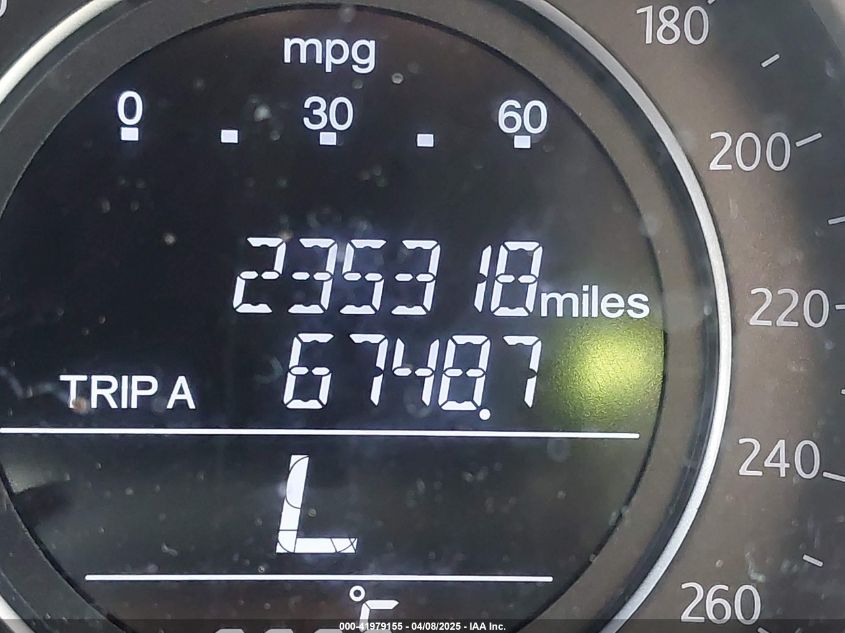 mpg
0 30 60
235318 miles
TRIP A 6748.7
L
°F
180
200
220
240
260
000-41979155 - 04/08/2025 - IAA Inc.